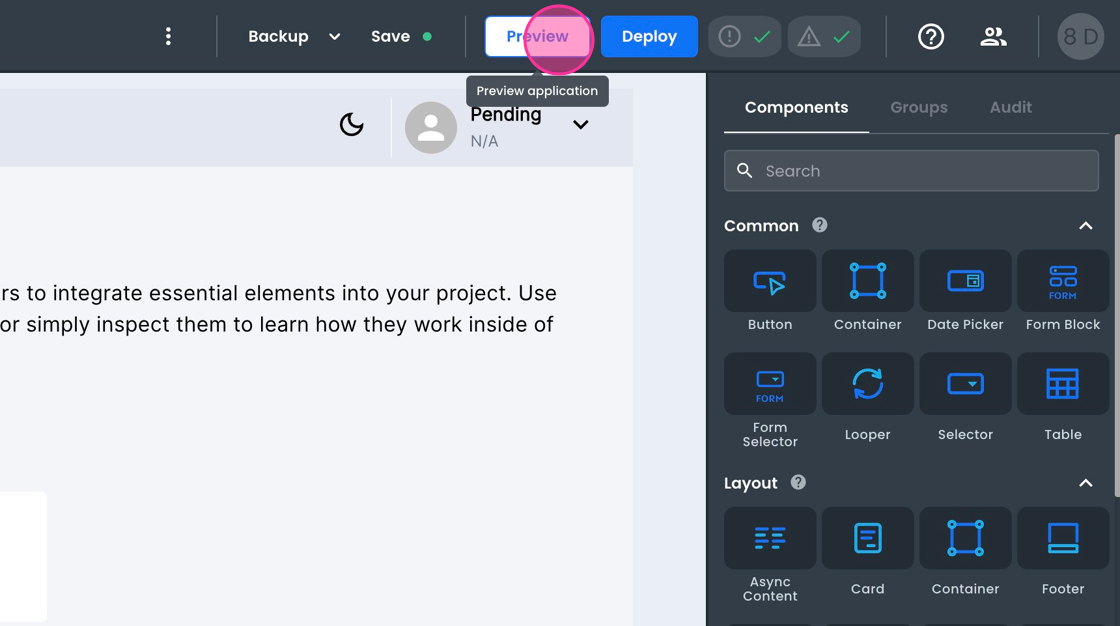 Backup
Save
Preview
Deploy
8 D
Preview application
Pending
N/A
rs to integrate essential elements into your project. Use
or simply inspect them to learn how they work inside of
Components
Groups
Audit
Search
Common
Button
Container
Date Picker
FORM
Form Block
FORM
Form
Selector
Looper
Selector
Table
Layout
Async
Content
Card
Container
Footer